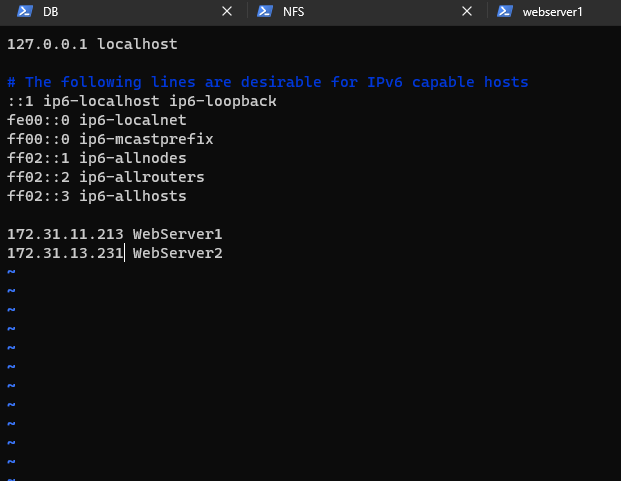 DB
NFS
webserver1
127.0.0.1 localhost
# The following lines are desirable for IPv6 capable hosts
::1 ip6-localhost ip6-loopback
fe00::0 ip6-localnet
ff00::0 ip6-mcastprefix
ff02::1 ip6-allnodes
ff02::2 ip6-allrouters
ff02::3 ip6-allhosts
172.31.11.213 WebServer1
172.31.13.231 WebServer2
~
~
~
~
~
~
~
~
~
~
~
~